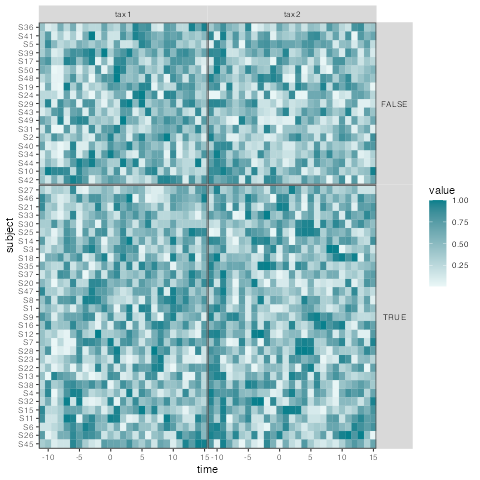 tax1 tax2
S36
S41
S5
S39
S17
S50
S48
S19
S24
S29
S43
S49
S31
S2
S40
S34
S44
S10
S42
FALSE
S27
S46
S21
S33
S30
S25
S14
S3
S18
S35
S37
S20
S47
S8
S1
S9
S16
S12
S7
S28
S23
S22
S13
S38
S4
S32
S15
S11
S6
S26
S45
TRUE
subject
-10 -5 0 5 10 15 -10 -5 0 5 10 15
time
value
1.00
0.75
0.50
0.25